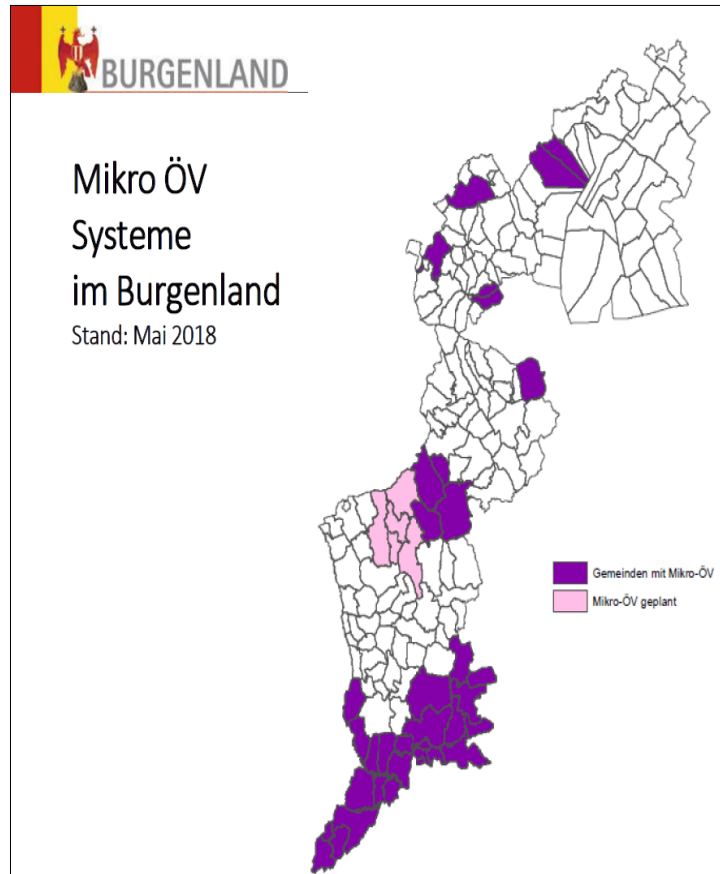 BURGENLAND
Mikro ÖV
Systeme
im Burgenland
Stand: Mai 2018
Gemeinden mit Mikro-ÖV
Mikro-ÖV geplant